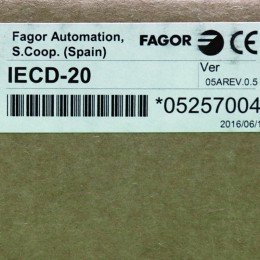 Fagor Automation,
S.Coop. (Spain)
FAGOR CE
IECD-20
Ver
05AREV.0.5
*05257004
2016/06/1